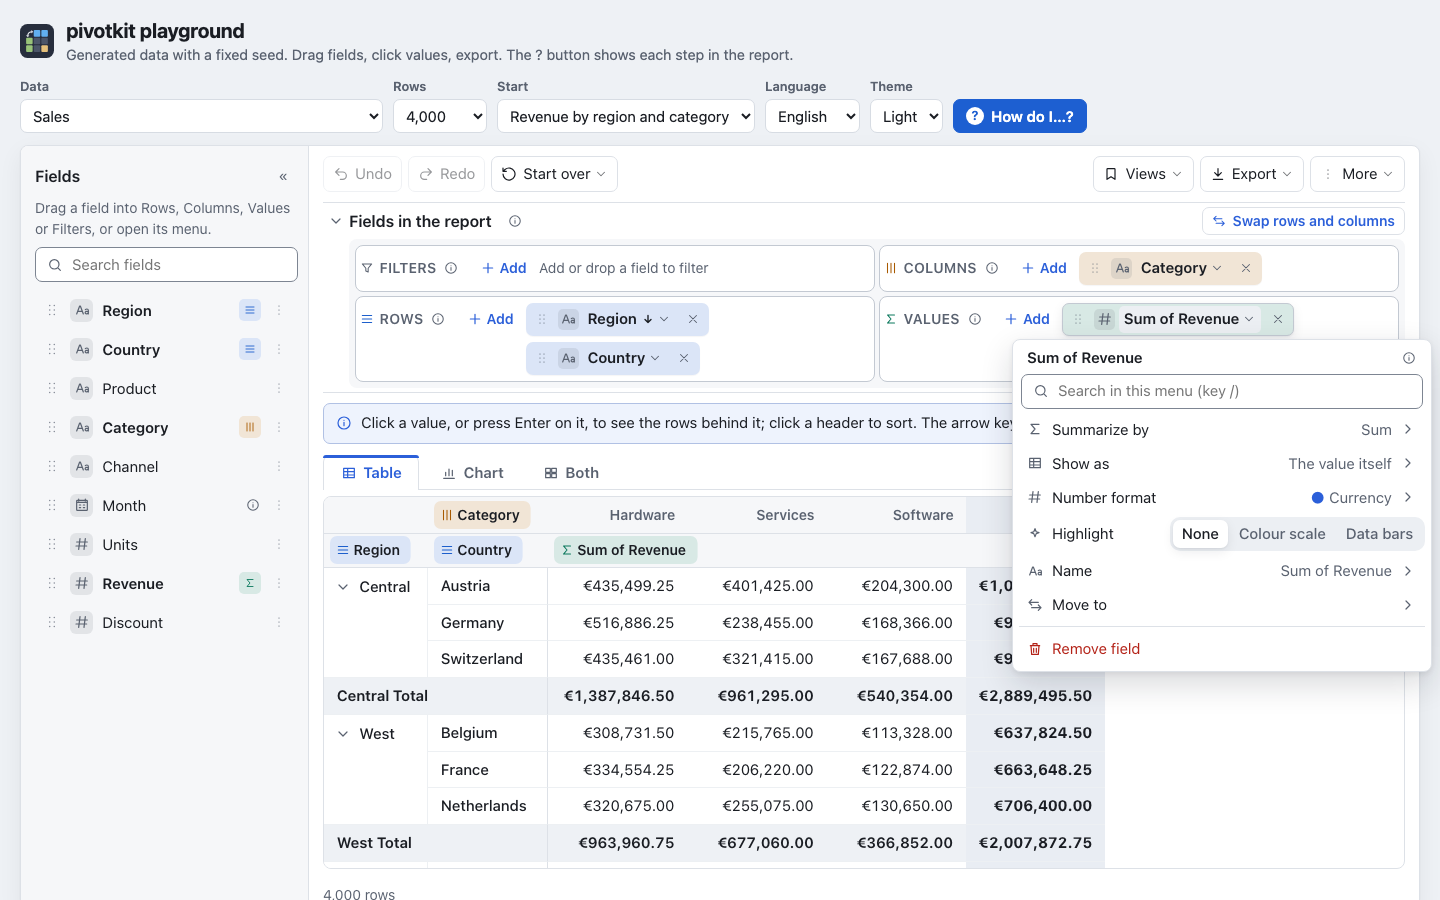 pivotkit playground
Generated data with a fixed seed. Drag fields, click values, export. The ? button shows each step in the report.
Data Rows Start Language Theme
Sales 4,000 Revenue by region and category English Light ? How do I...?
Fields «
Drag a field into Rows, Columns, Values
or Filters, or open its menu.
Search fields
Aa Region
Aa Country
Aa Product
Aa Category
Aa Channel
Month
# Units
# Revenue Σ
# Discount
Undo Redo Start over Views Export More
Fields in the report Swap rows and columns
FILTERS + Add Add or drop a field to filter
COLUMNS + Add Aa Category ×
ROWS + Add Aa Region ↓ ×
Aa Country ×
Σ VALUES + Add # Sum of Revenue ×
Sum of Revenue
Search in this menu (key /)
Σ Summarize by Sum
Show as The value itself
# Number format Currency
Highlight None Colour scale Data bars
Aa Name Sum of Revenue
Move to
Remove field
Click a value, or press Enter on it, to see the rows behind it; click a header to sort. The arrow
Table Chart Both
Category Hardware Services Software
Region Country Σ Sum of Revenue
Central Austria €435,499.25 €401,425.00 €204,300.00
Germany €516,886.25 €238,455.00 €168,366.00
Switzerland €435,461.00 €321,415.00 €167,688.00
Central Total €1,387,846.50 €961,295.00 €540,354.00 €2,889,495.50
West Belgium €308,731.50 €215,765.00 €113,328.00 €637,824.50
France €334,554.25 €206,220.00 €122,874.00 €663,648.25
Netherlands €320,675.00 €255,075.00 €130,650.00 €706,400.00
West Total €963,960.75 €677,060.00 €366,852.00 €2,007,872.75
4,000 rows